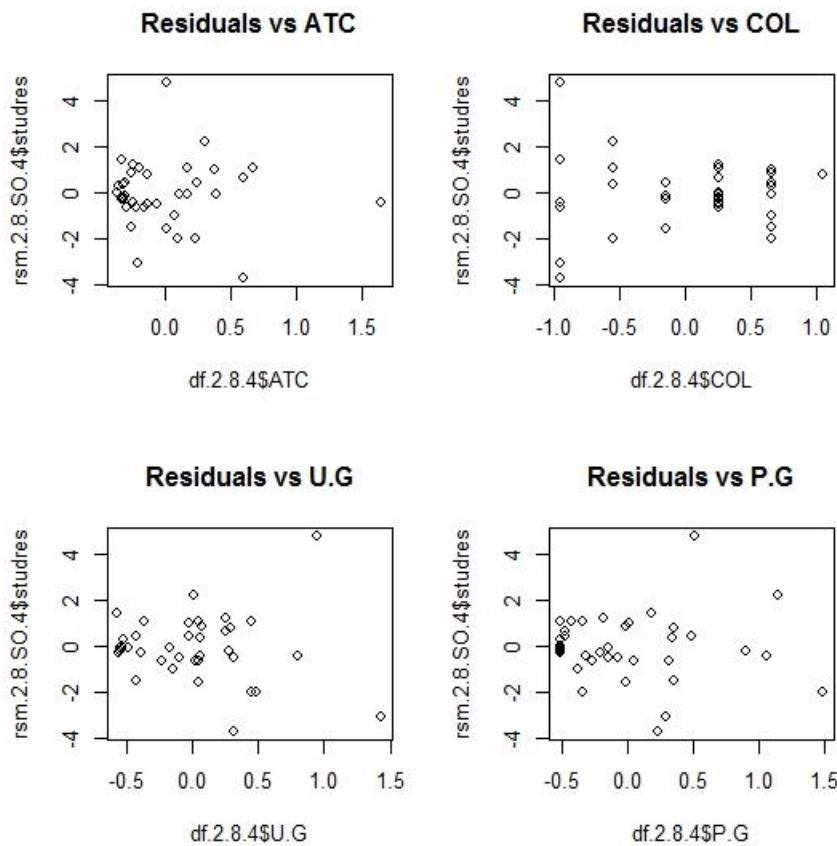 Residuals vs ATC
rsm.2.8.SO.4$studres
4
2
0
-2
-4
0.0 0.5 1.0 1.5
df.2.8.4$ATC
Residuals vs COL
rsm.2.8.SO.4$studres
4
2
0
-2
-4
-1.0 -0.5 0.0 0.5 1.0
df.2.8.4$COL
Residuals vs U.G
rsm.2.8.SO.4$studres
4
2
0
-2
-4
-0.5 0.0 0.5 1.0 1.5
df.2.8.4$U.G
Residuals vs P.G
rsm.2.8.SO.4$studres
4
2
0
-2
-4
-0.5 0.0 0.5 1.0 1.5
df.2.8.4$P.G